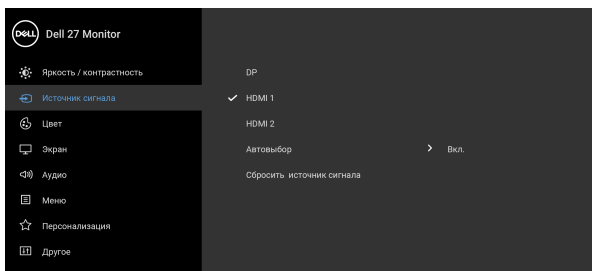 DELL Dell 27 Monitor
Яркость / контрастность
DP
Источник сигнала
HDMI 1
Цвет
HDMI 2
Экран
Автовыбор
Вкл.
Аудио
Сбросить источник сигнала
Меню
Персонализация
Другое